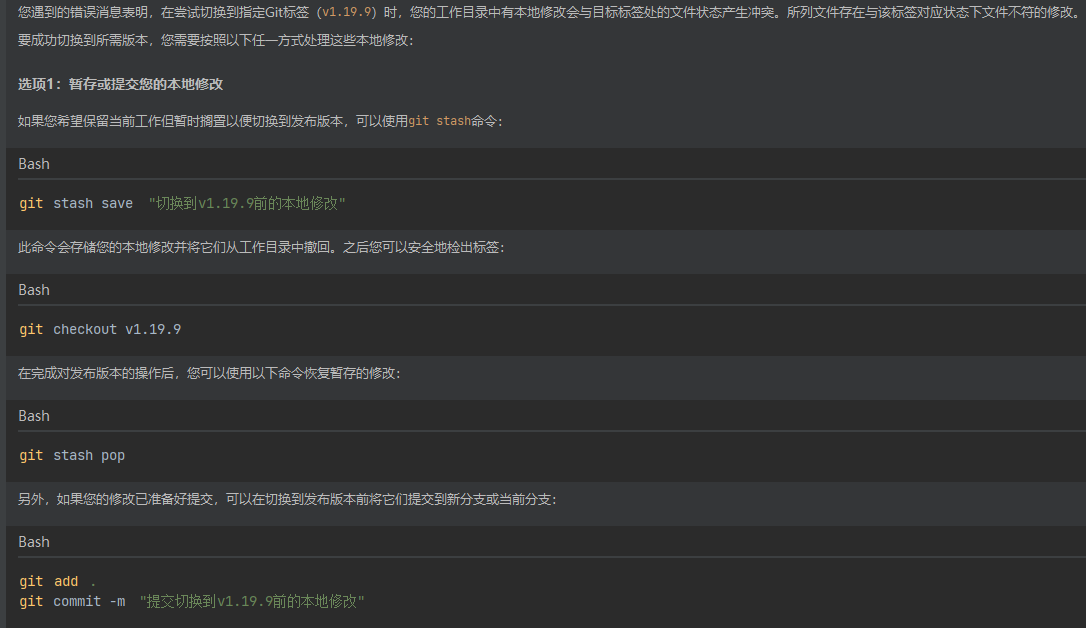 您遇到的错误消息表明，在尝试切换到指定Git标签（v1.19.9）时，您的工作目录中有本地修改会与目标标签处的文件状态产生冲突。所列文件存在与该标签对应状态下文件不符的修改。
要成功切换到所需版本，您需要按照以下任一方式处理这些本地修改：
选项1：暂存或提交您的本地修改
如果您希望保留当前工作但暂时搁置以便切换到发布版本，可以使用git stash命令：
Bash
git stash save "切换到v1.19.9前的本地修改"
此命令会存储您的本地修改并将它们从工作目录中撤回。之后您可以安全地检出标签：
Bash
git checkout v1.19.9
在完成对发布版本的操作后，您可以使用以下命令恢复暂存的修改：
Bash
git stash pop
另外，如果您的修改已准备好提交，可以在切换到发布版本前将它们提交到新分支或当前分支：
Bash
git add .
git commit -m "提交切换到v1.19.9前的本地修改"